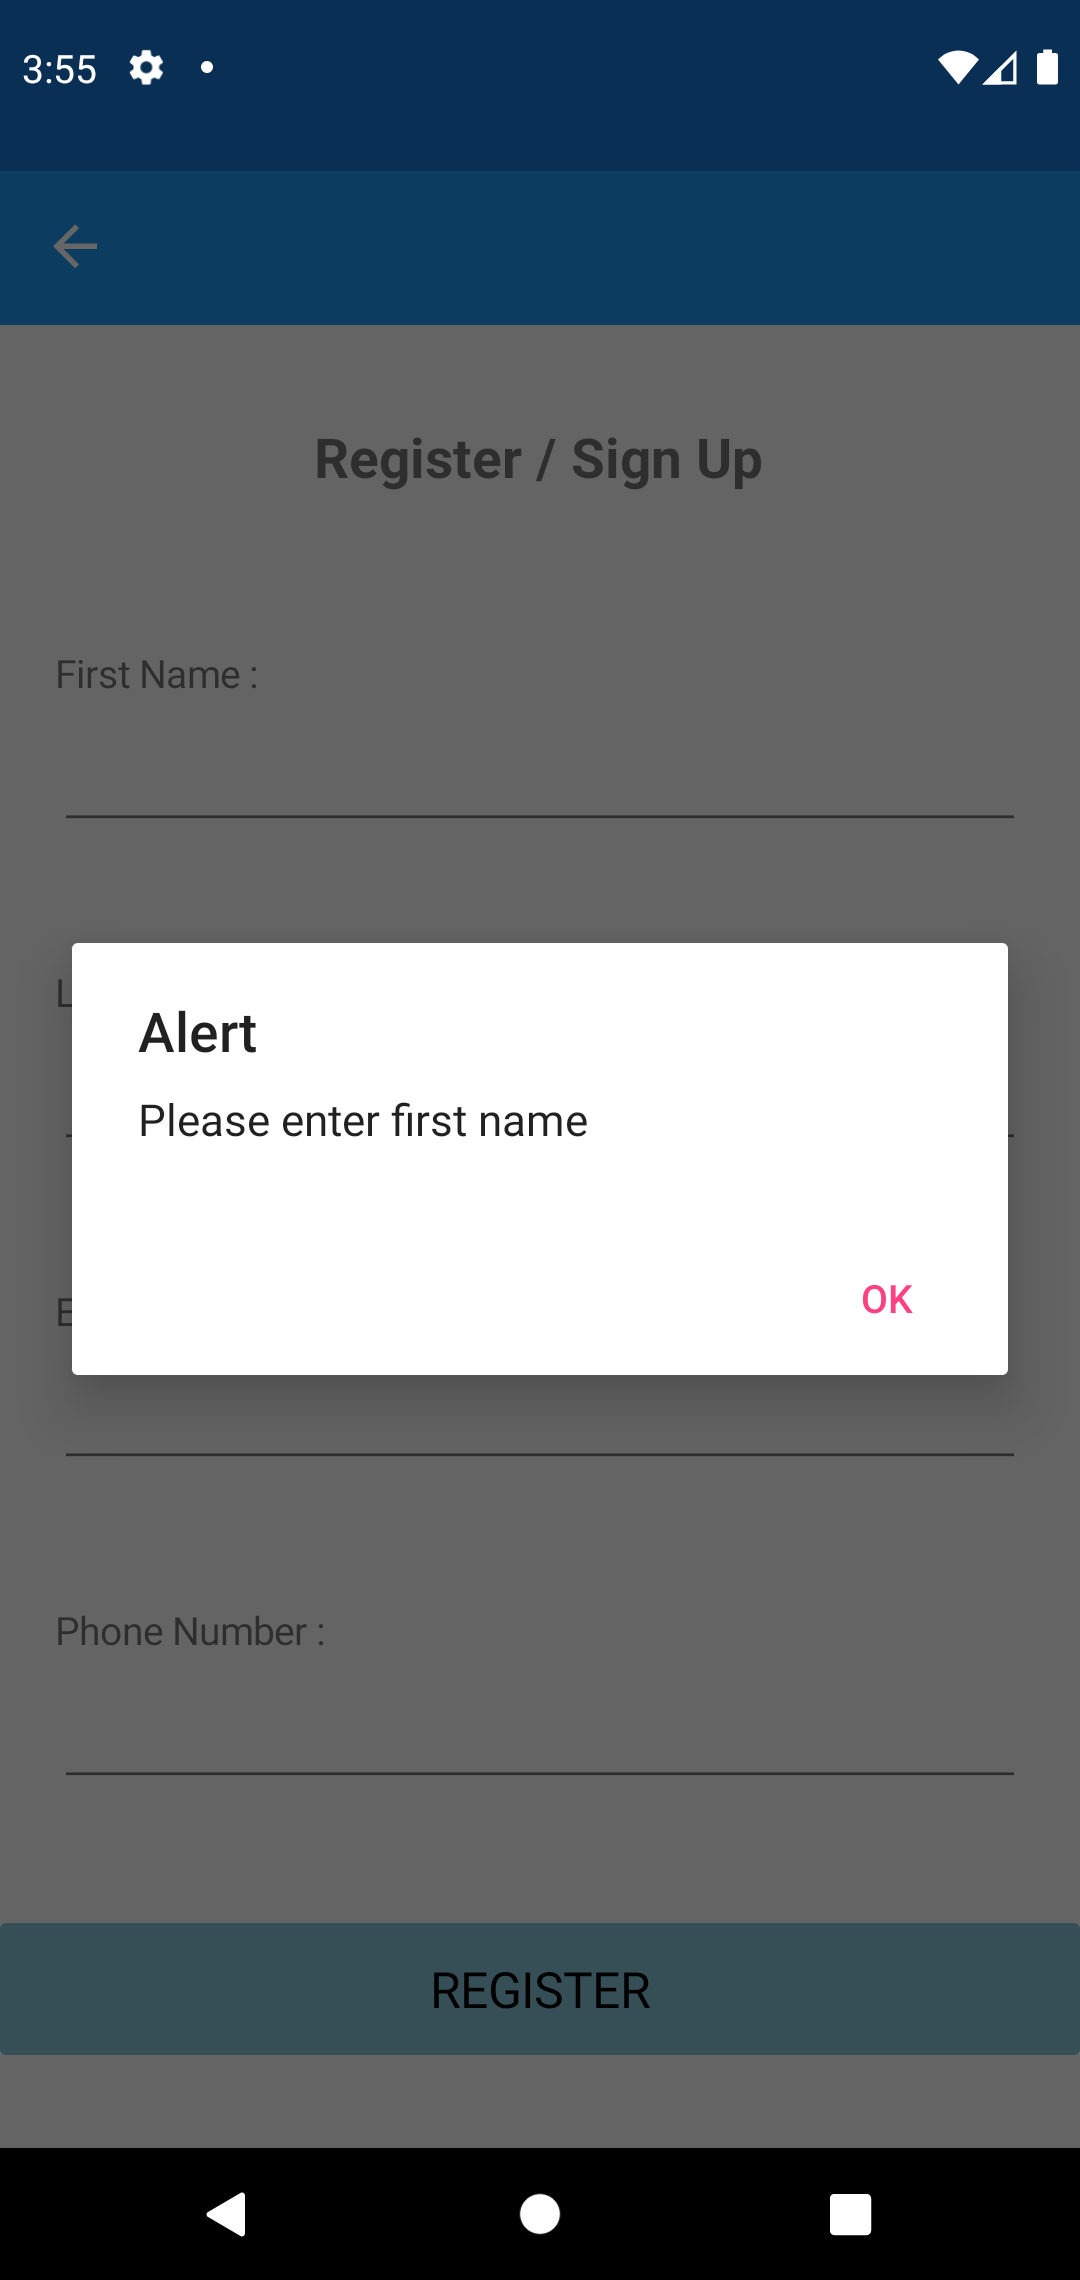 3:55
Register / Sign Up
First Name :
L
Alert
Please enter first name
E
OK
Phone Number :
REGISTER